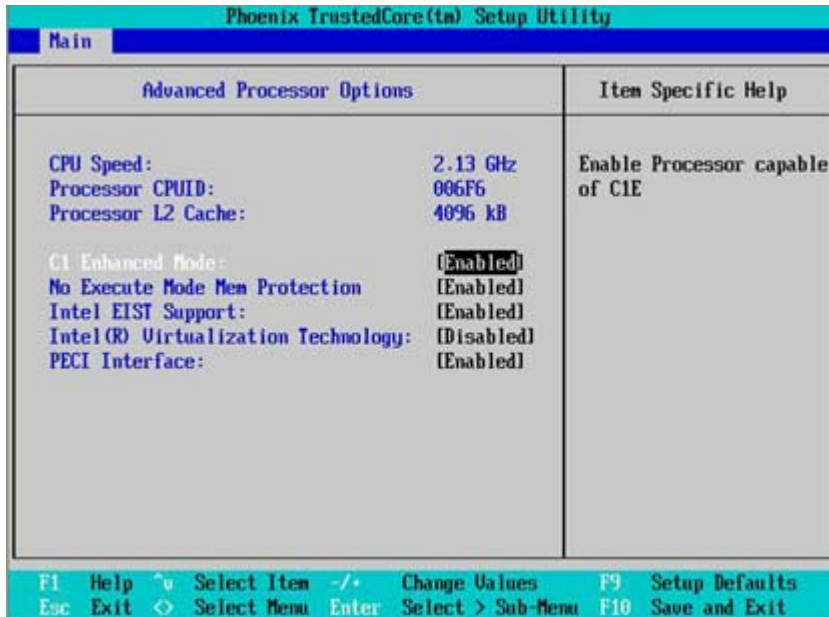 Phoenix TrustedCore(tm) Setup Utility
Main
Advanced Processor Options
Item Specific Help
CPU Speed: 2.13 GHz
Processor CPUID: 006F6
Processor L2 Cache: 4096 kB
Enable Processor capable
of C1E
C1 Enhanced Mode: [Enabled]
No Execute Mode Mem Protection [Enabled]
Intel EIST Support: [Enabled]
Intel(R) Virtualization Technology: [Disabled]
PECI Interface: [Enabled]
F1 Help ^v Select Item -/+ Change Values F9 Setup Defaults
Esc Exit <> Select Menu Enter Select > Sub-Menu F10 Save and Exit